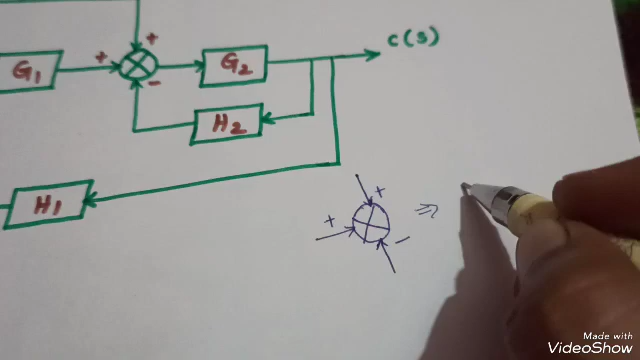 +
C(S)
G1
+
G2
-
H2
H1
+
+
⇒
-
Made with
VideoShow